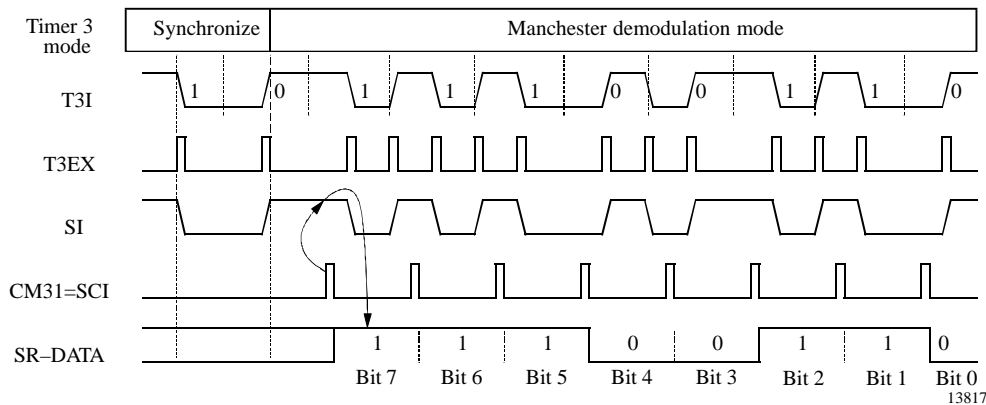 Timer 3 mode Synchronize Manchester demodulation mode
T3I 1 0 1 1 1 0 0 1 1 0
T3EX
SI
CM31=SCI
SR–DATA 1 1 1 0 0 1 1 0
Bit 7 Bit 6 Bit 5 Bit 4 Bit 3 Bit 2 Bit 1 Bit 0
13817